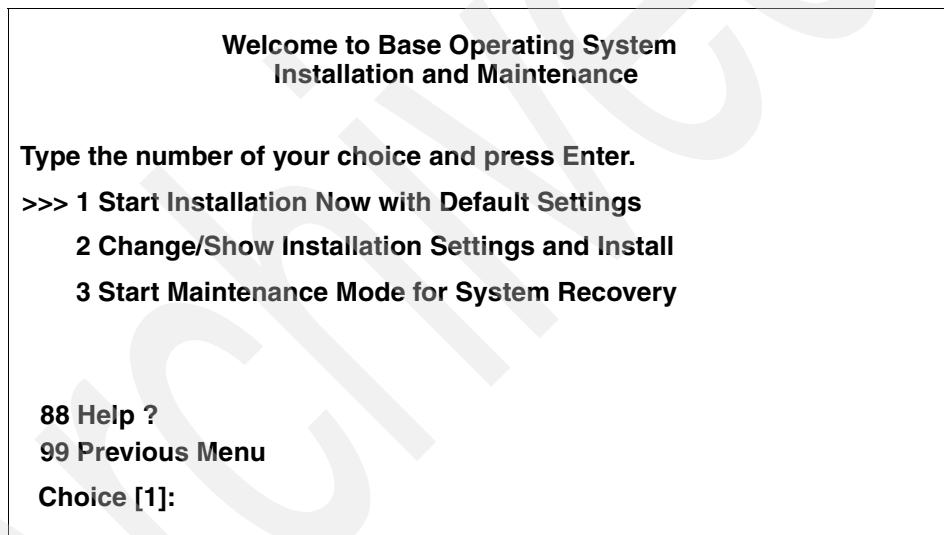 Welcome to Base Operating System
Installation and Maintenance
Type the number of your choice and press Enter.
>>> 1 Start Installation Now with Default Settings
2 Change/Show Installation Settings and Install
3 Start Maintenance Mode for System Recovery
88 Help ?
99 Previous Menu
Choice [1]: